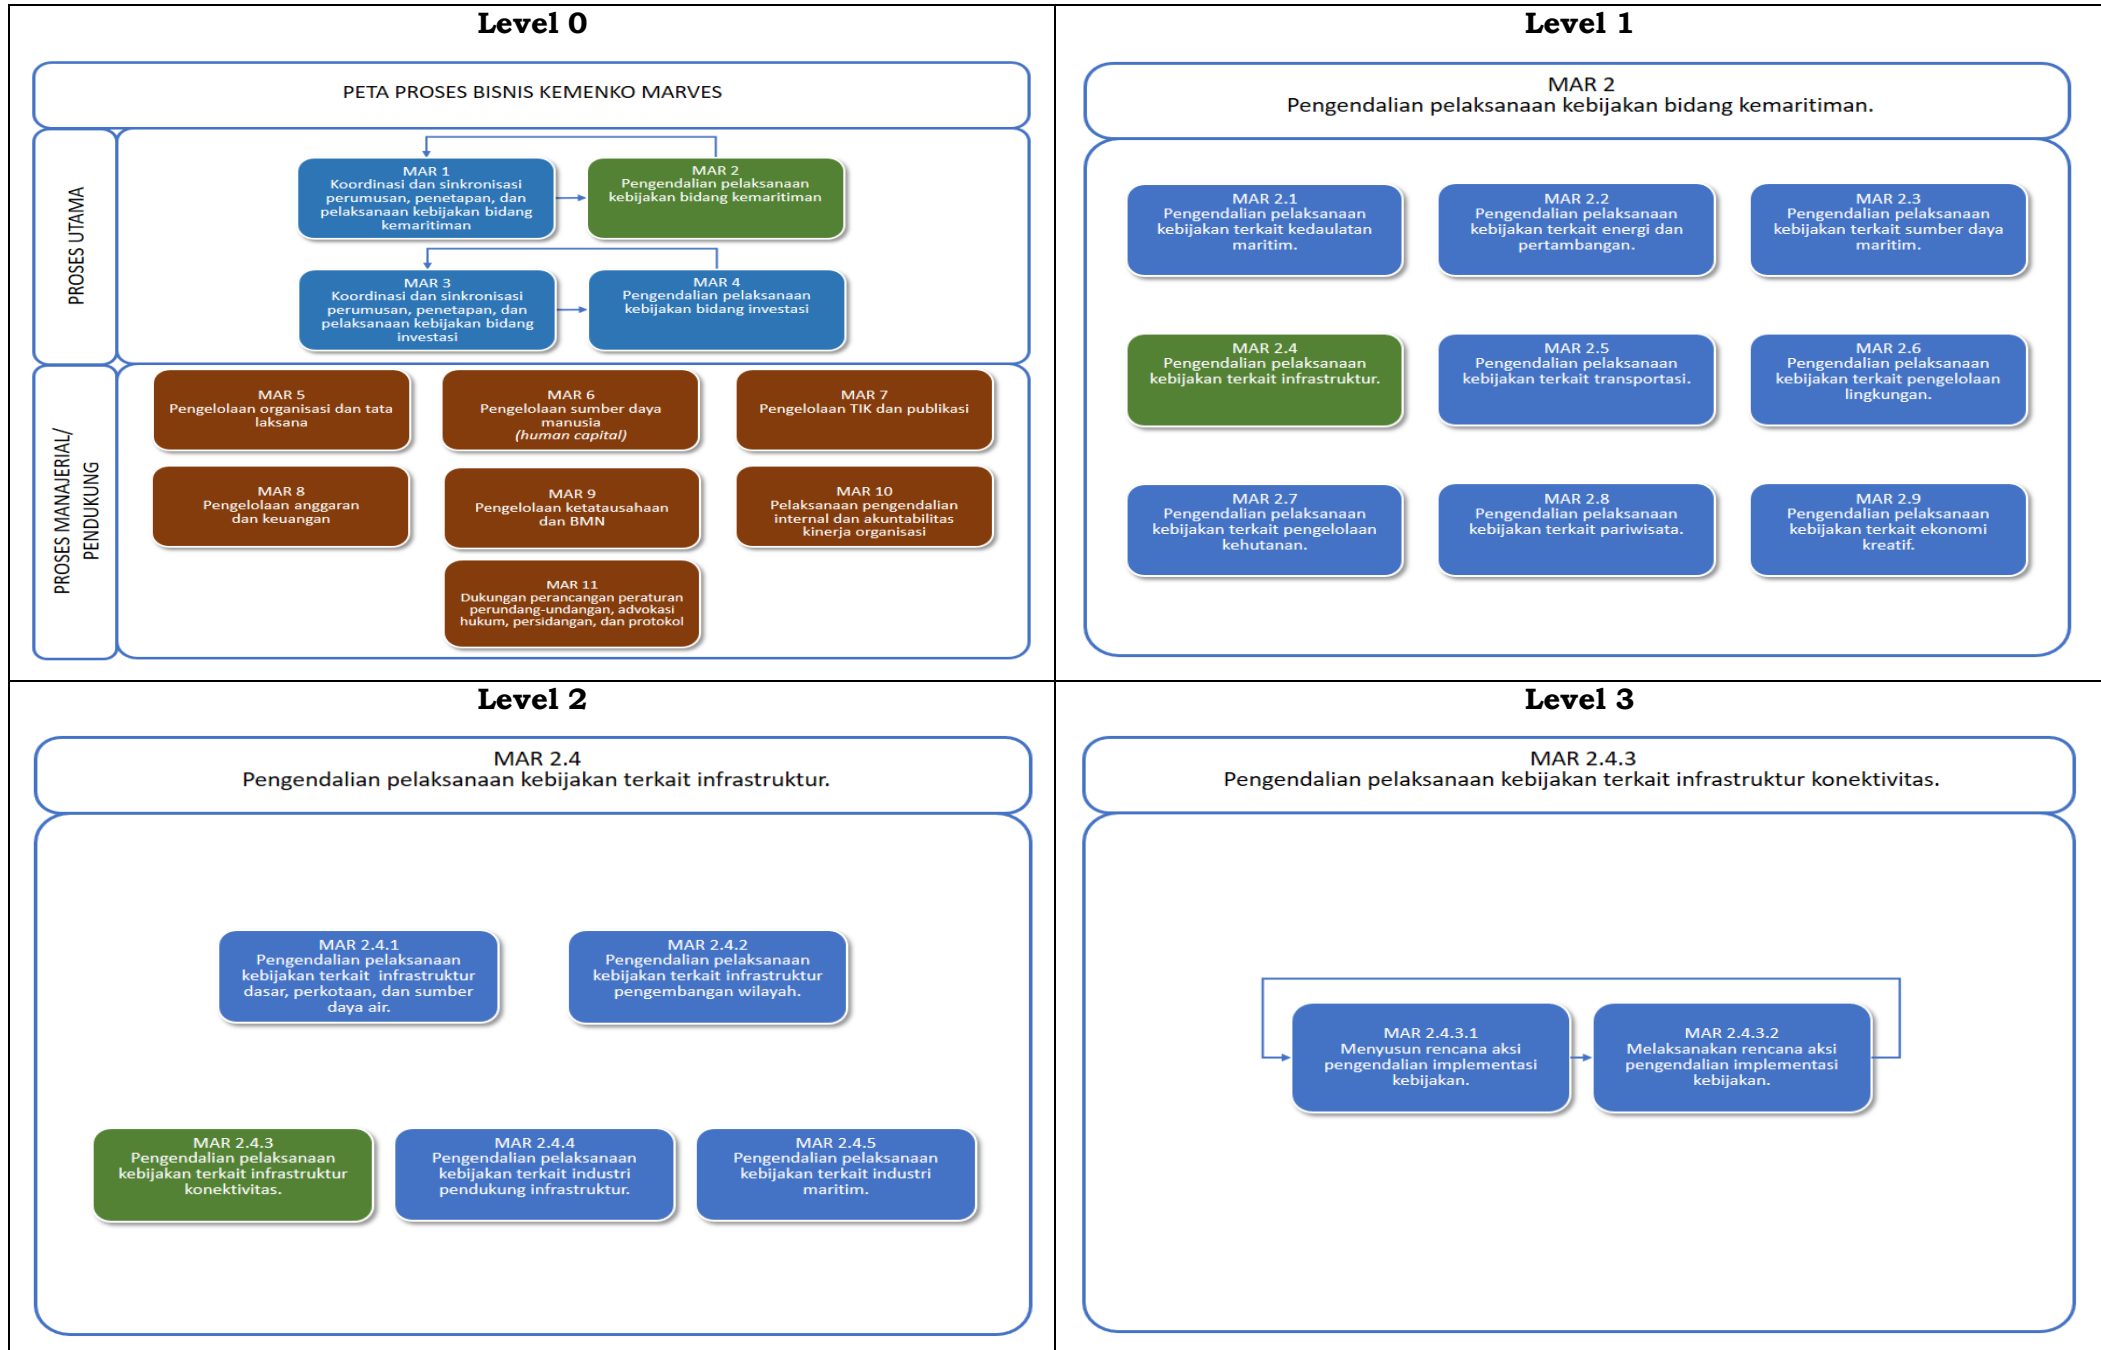 Level 0
PETA PROSES BISNIS KEMENKO MARVES
PROSES UTAMA
MAR 1
Koordinasi dan sinkronisasi
perumusan, penetapan, dan
pelaksanaan kebijakan bidang
kemaritiman
MAR 2
Pengendalian pelaksanaan
kebijakan bidang kemaritiman
MAR 3
Koordinasi dan sinkronisasi
perumusan, penetapan, dan
pelaksanaan kebijakan bidang
investasi
MAR 4
Pengendalian pelaksanaan
kebijakan bidang investasi
PROSES MANAJERIAL/
PENDUKUNG
MAR 5
Pengelolaan organisasi dan tata
laksana
MAR 6
Pengelolaan sumber daya
manusia
(human capital)
MAR 7
Pengelolaan TIK dan publikasi
MAR 8
Pengelolaan anggaran
dan keuangan
MAR 9
Pengelolaan ketatausahaan
dan BMN
MAR 10
Pelaksanaan pengendalian
internal dan akuntabilitas
kinerja organisasi
MAR 11
Dukungan perancangan peraturan
perundang-undangan, advokasi
hukum, persidangan, dan protokol
Level 1
MAR 2
Pengendalian pelaksanaan kebijakan bidang kemaritiman.
MAR 2.1
Pengendalian pelaksanaan
kebijakan terkait kedaulatan
maritim.
MAR 2.2
Pengendalian pelaksanaan
kebijakan terkait energi dan
pertambangan.
MAR 2.3
Pengendalian pelaksanaan
kebijakan terkait sumber daya
maritim.
MAR 2.4
Pengendalian pelaksanaan
kebijakan terkait infrastruktur.
MAR 2.5
Pengendalian pelaksanaan
kebijakan terkait transportasi.
MAR 2.6
Pengendalian pelaksanaan
kebijakan terkait pengelolaan
lingkungan.
MAR 2.7
Pengendalian pelaksanaan
kebijakan terkait pengelolaan
kehutanan.
MAR 2.8
Pengendalian pelaksanaan
kebijakan terkait pariwisata.
MAR 2.9
Pengendalian pelaksanaan
kebijakan terkait ekonomi
kreatif.
Level 2
MAR 2.4
Pengendalian pelaksanaan kebijakan terkait infrastruktur.
MAR 2.4.1
Pengendalian pelaksanaan
kebijakan terkait infrastruktur
dasar, perkotaan, dan sumber
daya air.
MAR 2.4.2
Pengendalian pelaksanaan
kebijakan terkait infrastruktur
pengembangan wilayah.
MAR 2.4.3
Pengendalian pelaksanaan
kebijakan terkait infrastruktur
konektivitas.
MAR 2.4.4
Pengendalian pelaksanaan
kebijakan terkait industri
pendukung infrastruktur.
MAR 2.4.5
Pengendalian pelaksanaan
kebijakan terkait industri
maritim.
Level 3
MAR 2.4.3
Pengendalian pelaksanaan kebijakan terkait infrastruktur konektivitas.
MAR 2.4.3.1
Menyusun rencana aksi
pengendalian implementasi
kebijakan.
MAR 2.4.3.2
Melaksanakan rencana aksi
pengendalian implementasi
kebijakan.